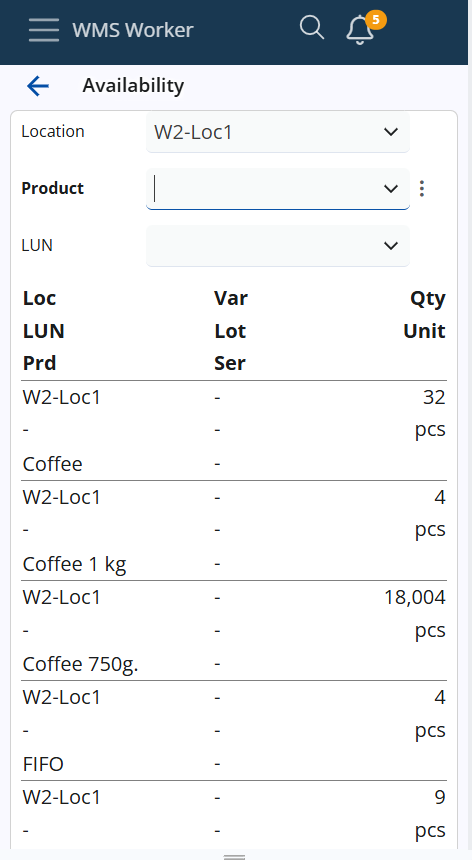 WMS Worker 5
Availability
Location W2-Loc1
Product
LUN
Loc Var Qty
LUN Lot Unit
Prd Ser
W2-Loc1 - 32
- - pcs
Coffee -
W2-Loc1 - 4
- - pcs
Coffee 1 kg -
W2-Loc1 - 18,004
- - pcs
Coffee 750g. -
W2-Loc1 - 4
- - pcs
FIFO -
W2-Loc1 - 9
- - pcs